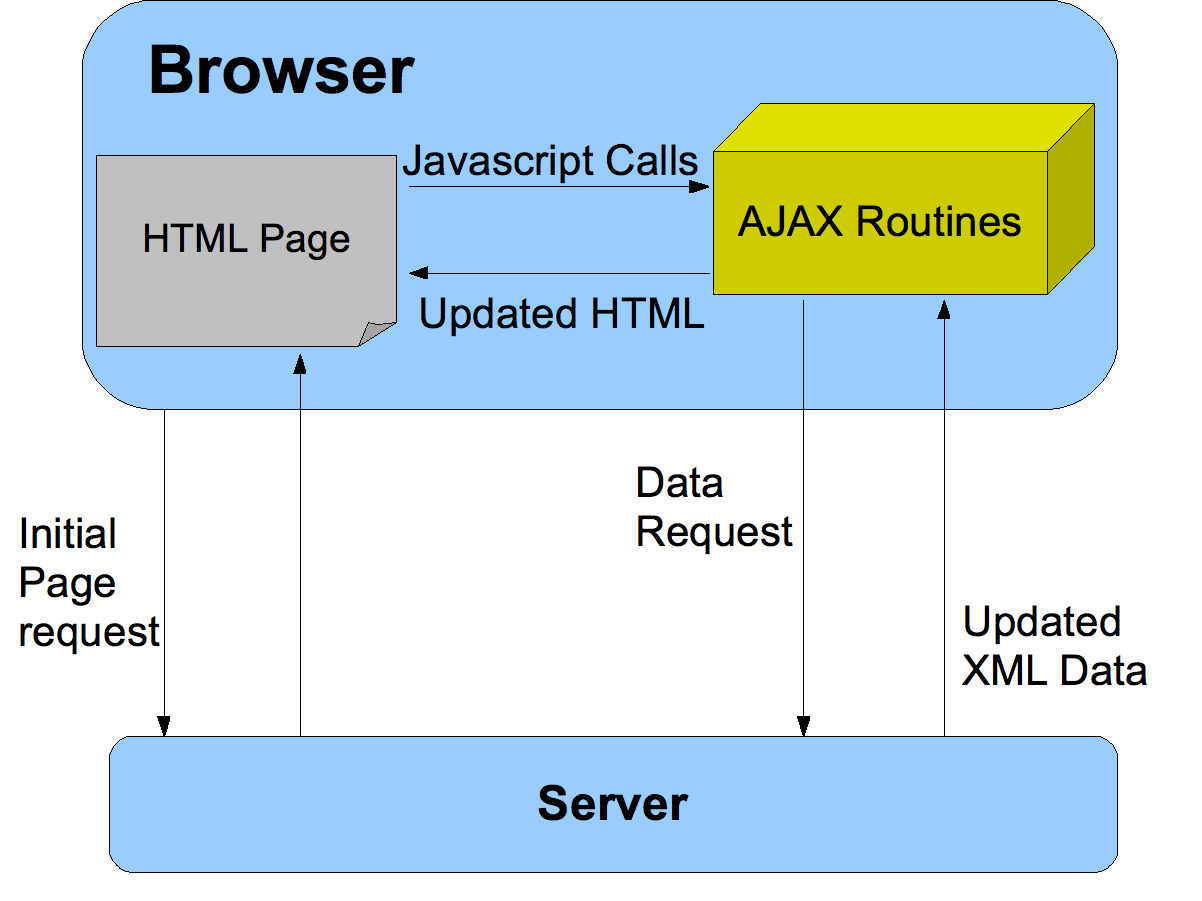 Browser
Javascript Calls
HTML Page
AJAX Routines
Updated HTML
Initial
Page
request
Data
Request
Updated
XML Data
Server